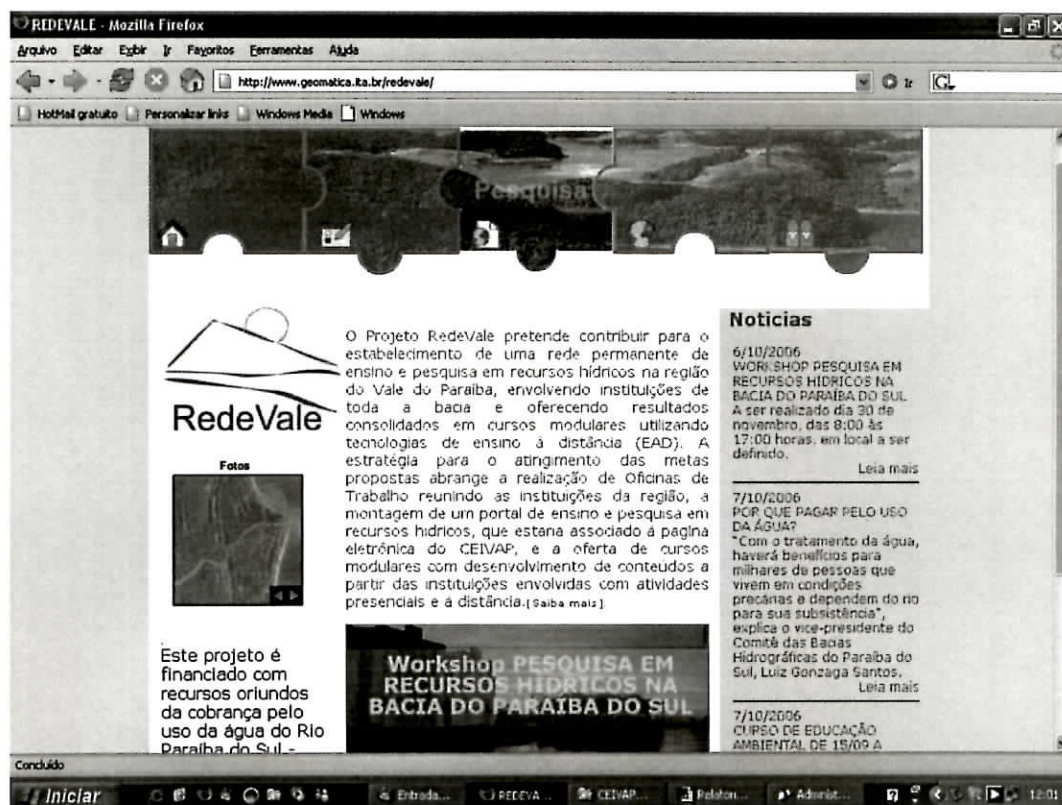 REDEVALE - Mozilla Firefox
Arquivo Editar Exibir Ir Favoritos Ferramentas Ajuda
http://www.geomatica.ita.br/redevale/
Ir
G
HotMail gratuito Personalizar links Windows Media Windows
Pesquisa
RedeVale
Fotos
Este projeto é
financiado com
recursos oriundos
da cobrança pelo
uso da água do Rio
Paraíba do Sul -
O Projeto RedeVale pretende contribuir para o
estabelecimento de uma rede permanente de
ensino e pesquisa em recursos hídricos na região
do Vale do Paraíba, envolvendo instituições de
toda a bacia e oferecendo resultados
consolidados em cursos modulares utilizando
tecnologias de ensino à distância (EAD). A
estratégia para o atingimento das metas
propostas abrange a realização de Oficinas de
Trabalho reunindo as instituições da região, a
montagem de um portal de ensino e pesquisa em
recursos hídricos, que estaria associado à pagina
eletrônica do CEIVAP, e a oferta de cursos
modulares com desenvolvimento de conteúdos a
partir das instituições envolvidas com atividades
presenciais e à distância.[Saiba mais]
Workshop PESQUISA EM
RECURSOS HÍDRICOS NA
BACIA DO PARAÍBA DO SUL
Noticias
6/10/2006
WORKSHOP PESQUISA EM
RECURSOS HÍDRICOS NA
BACIA DO PARAÍBA DO SUL
A ser realizado dia 30 de
novembro, das 8:00 às
17:00 horas, em local a ser
definido.
Leia mais
7/10/2006
POR QUE PAGAR PELO USO
DA ÁGUA?
"Com o tratamento da água,
haverá benefícios para
milhares de pessoas que
vivem em condições
precárias e dependem do rio
para sua subsistência",
explica o vice-presidente do
Comitê das Bacias
Hidrográficas do Paraíba do
Sul, Luiz Gonzaga Santos.
Leia mais
7/10/2006
CURSO DE EDUCAÇÃO
AMBIENTAL DE 15/09 A
Concluído
Iniciar Entrada... REDEVA... CEIVAP... Relatori... Administ... 12:01